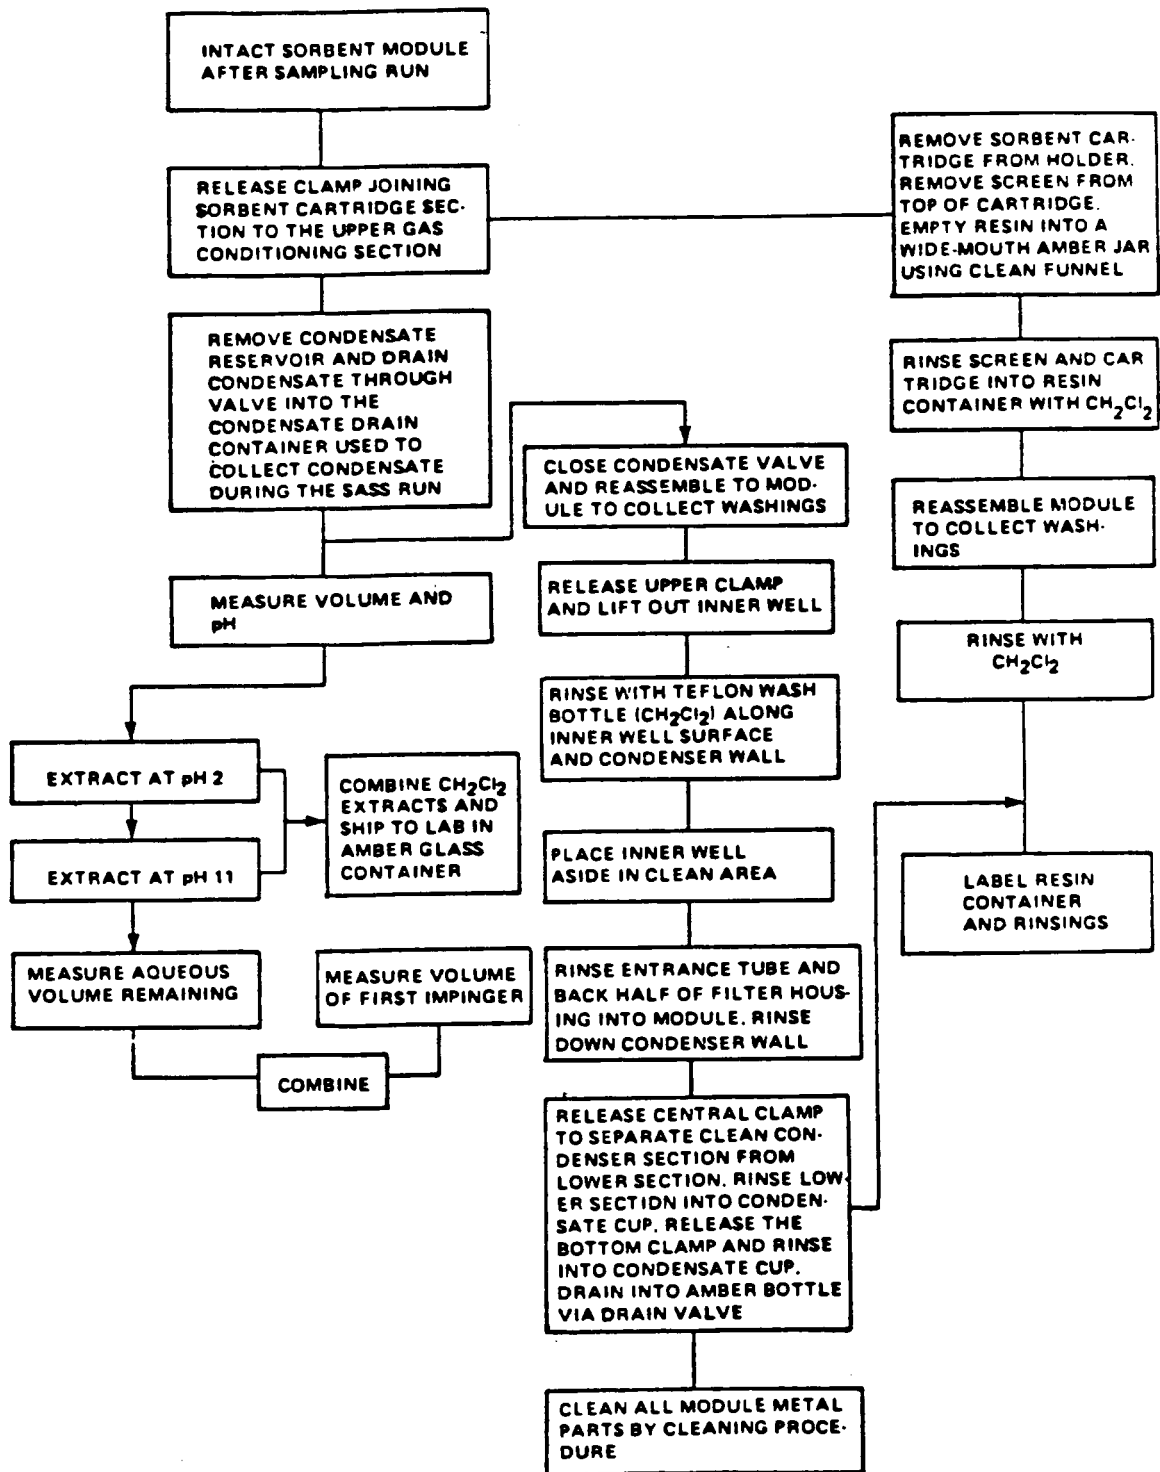 INTACT SORBENT MODULE
AFTER SAMPLING RUN
RELEASE CLAMP JOINING
SORBENT CARTRIDGE SEC-
TION TO THE UPPER GAS
CONDITIONING SECTION
REMOVE SORBENT CAR-
TRIDGE FROM HOLDER.
REMOVE SCREEN FROM
TOP OF CARTRIDGE.
EMPTY RESIN INTO A
WIDE-MOUTH AMBER JAR
USING CLEAN FUNNEL
REMOVE CONDENSATE
RESERVOIR AND DRAIN
CONDENSATE THROUGH
VALVE INTO THE
CONDENSATE DRAIN
CONTAINER USED TO
COLLECT CONDENSATE
DURING THE SASS RUN
RINSE SCREEN AND CAR
TRIDGE INTO RESIN
CONTAINER WITH CH₂Cl₂
CLOSE CONDENSATE VALVE
AND REASSEMBLE TO MOD-
ULE TO COLLECT WASHINGS
REASSEMBLE MODULE
TO COLLECT WASH-
INGS
MEASURE VOLUME AND
pH
RELEASE UPPER CLAMP
AND LIFT OUT INNER WELL
RINSE WITH
CH₂Cl₂
RINSE WITH TEFLON WASH
BOTTLE (CH₂Cl₂) ALONG
INNER WELL SURFACE
AND CONDENSER WALL
EXTRACT AT pH 2
COMBINE CH₂Cl₂
EXTRACTS AND
SHIP TO LAB IN
AMBER GLASS
CONTAINER
EXTRACT AT pH 11
PLACE INNER WELL
ASIDE IN CLEAN AREA
LABEL RESIN
CONTAINER
AND RINSINGS
MEASURE AQUEOUS
VOLUME REMAINING
MEASURE VOLUME
OF FIRST IMPINGER
RINSE ENTRANCE TUBE AND
BACK HALF OF FILTER HOUS-
ING INTO MODULE. RINSE
DOWN CONDENSER WALL
COMBINE
RELEASE CENTRAL CLAMP
TO SEPARATE CLEAN CON-
DENSER SECTION FROM
LOWER SECTION. RINSE LOW-
ER SECTION INTO CONDEN-
SATE CUP. RELEASE THE
BOTTOM CLAMP AND RINSE
INTO CONDENSATE CUP.
DRAIN INTO AMBER BOTTLE
VIA DRAIN VALVE
CLEAN ALL MODULE METAL
PARTS BY CLEANING PROCE-
DURE